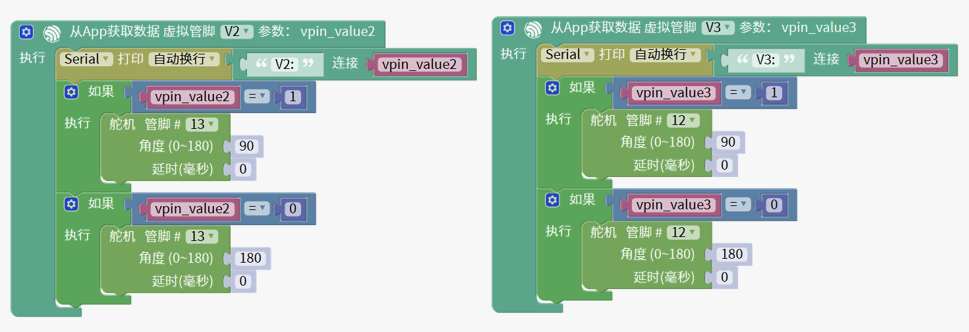 从App获取数据 虚拟管脚 V2 参数: vpin_value2
执行 Serial 打印 自动换行 “ V2: ” 连接 vpin_value2
如果 vpin_value2 = 1
执行 舵机 管脚 # 13
角度 (0~180) 90
延时(毫秒) 0
如果 vpin_value2 = 0
执行 舵机 管脚 # 13
角度 (0~180) 180
延时(毫秒) 0
从App获取数据 虚拟管脚 V3 参数: vpin_value3
执行 Serial 打印 自动换行 “ V3: ” 连接 vpin_value3
如果 vpin_value3 = 1
执行 舵机 管脚 # 12
角度 (0~180) 90
延时(毫秒) 0
如果 vpin_value3 = 0
执行 舵机 管脚 # 12
角度 (0~180) 180
延时(毫秒) 0